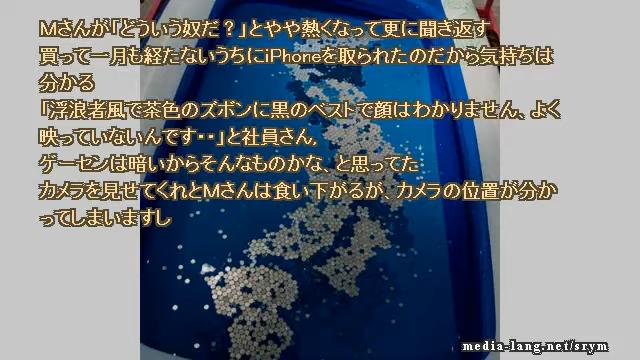 Mさんが「どういう奴だ？」とやや熱くなって更に聞き返す
買って一月も経たないうちにiPhoneを取られたのだから気持ちは
分かる
「浮浪者風で茶色のズボンに黒のベストで顔はわかりません、よく
映っていないんです・・」と社員さん,
ゲーセンは暗いからそんなものかな、と思ってた
カメラを見せてくれとMさんは食い下がるが、カメラの位置が分か
ってしまいますし
media-lang.net/srym